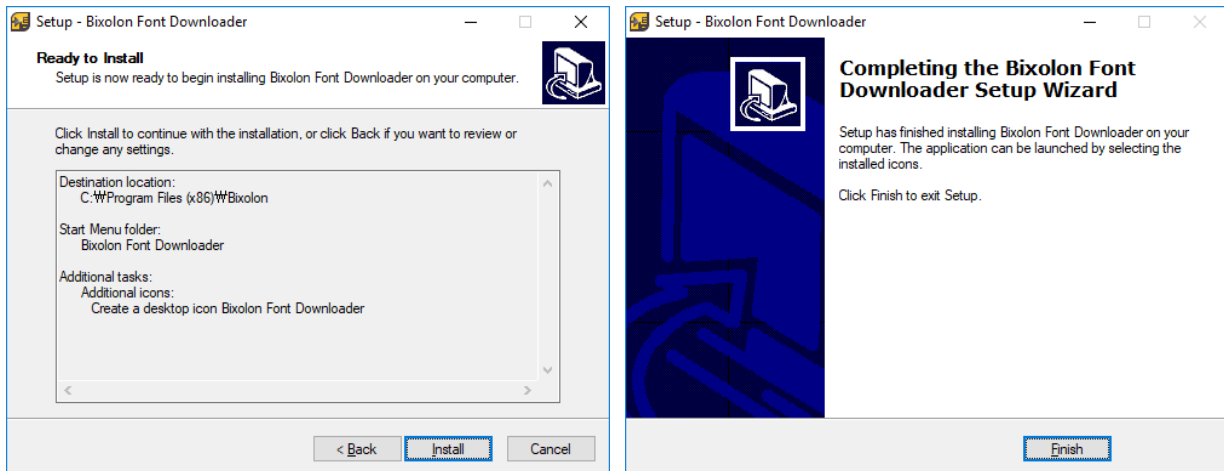 Setup - Bixolon Font Downloader
Ready to Install
Setup is now ready to begin installing Bixolon Font Downloader on your computer.
Click Install to continue with the installation, or click Back if you want to review or
change any settings.
Destination location:
C:₩Program Files (x86)₩Bixolon
Start Menu folder:
Bixolon Font Downloader
Additional tasks:
Additional icons:
Create a desktop icon Bixolon Font Downloader
< Back
Install
Cancel
Setup - Bixolon Font Downloader
Completing the Bixolon Font
Downloader Setup Wizard
Setup has finished installing Bixolon Font Downloader on your
computer. The application can be launched by selecting the
installed icons.
Click Finish to exit Setup.
Finish